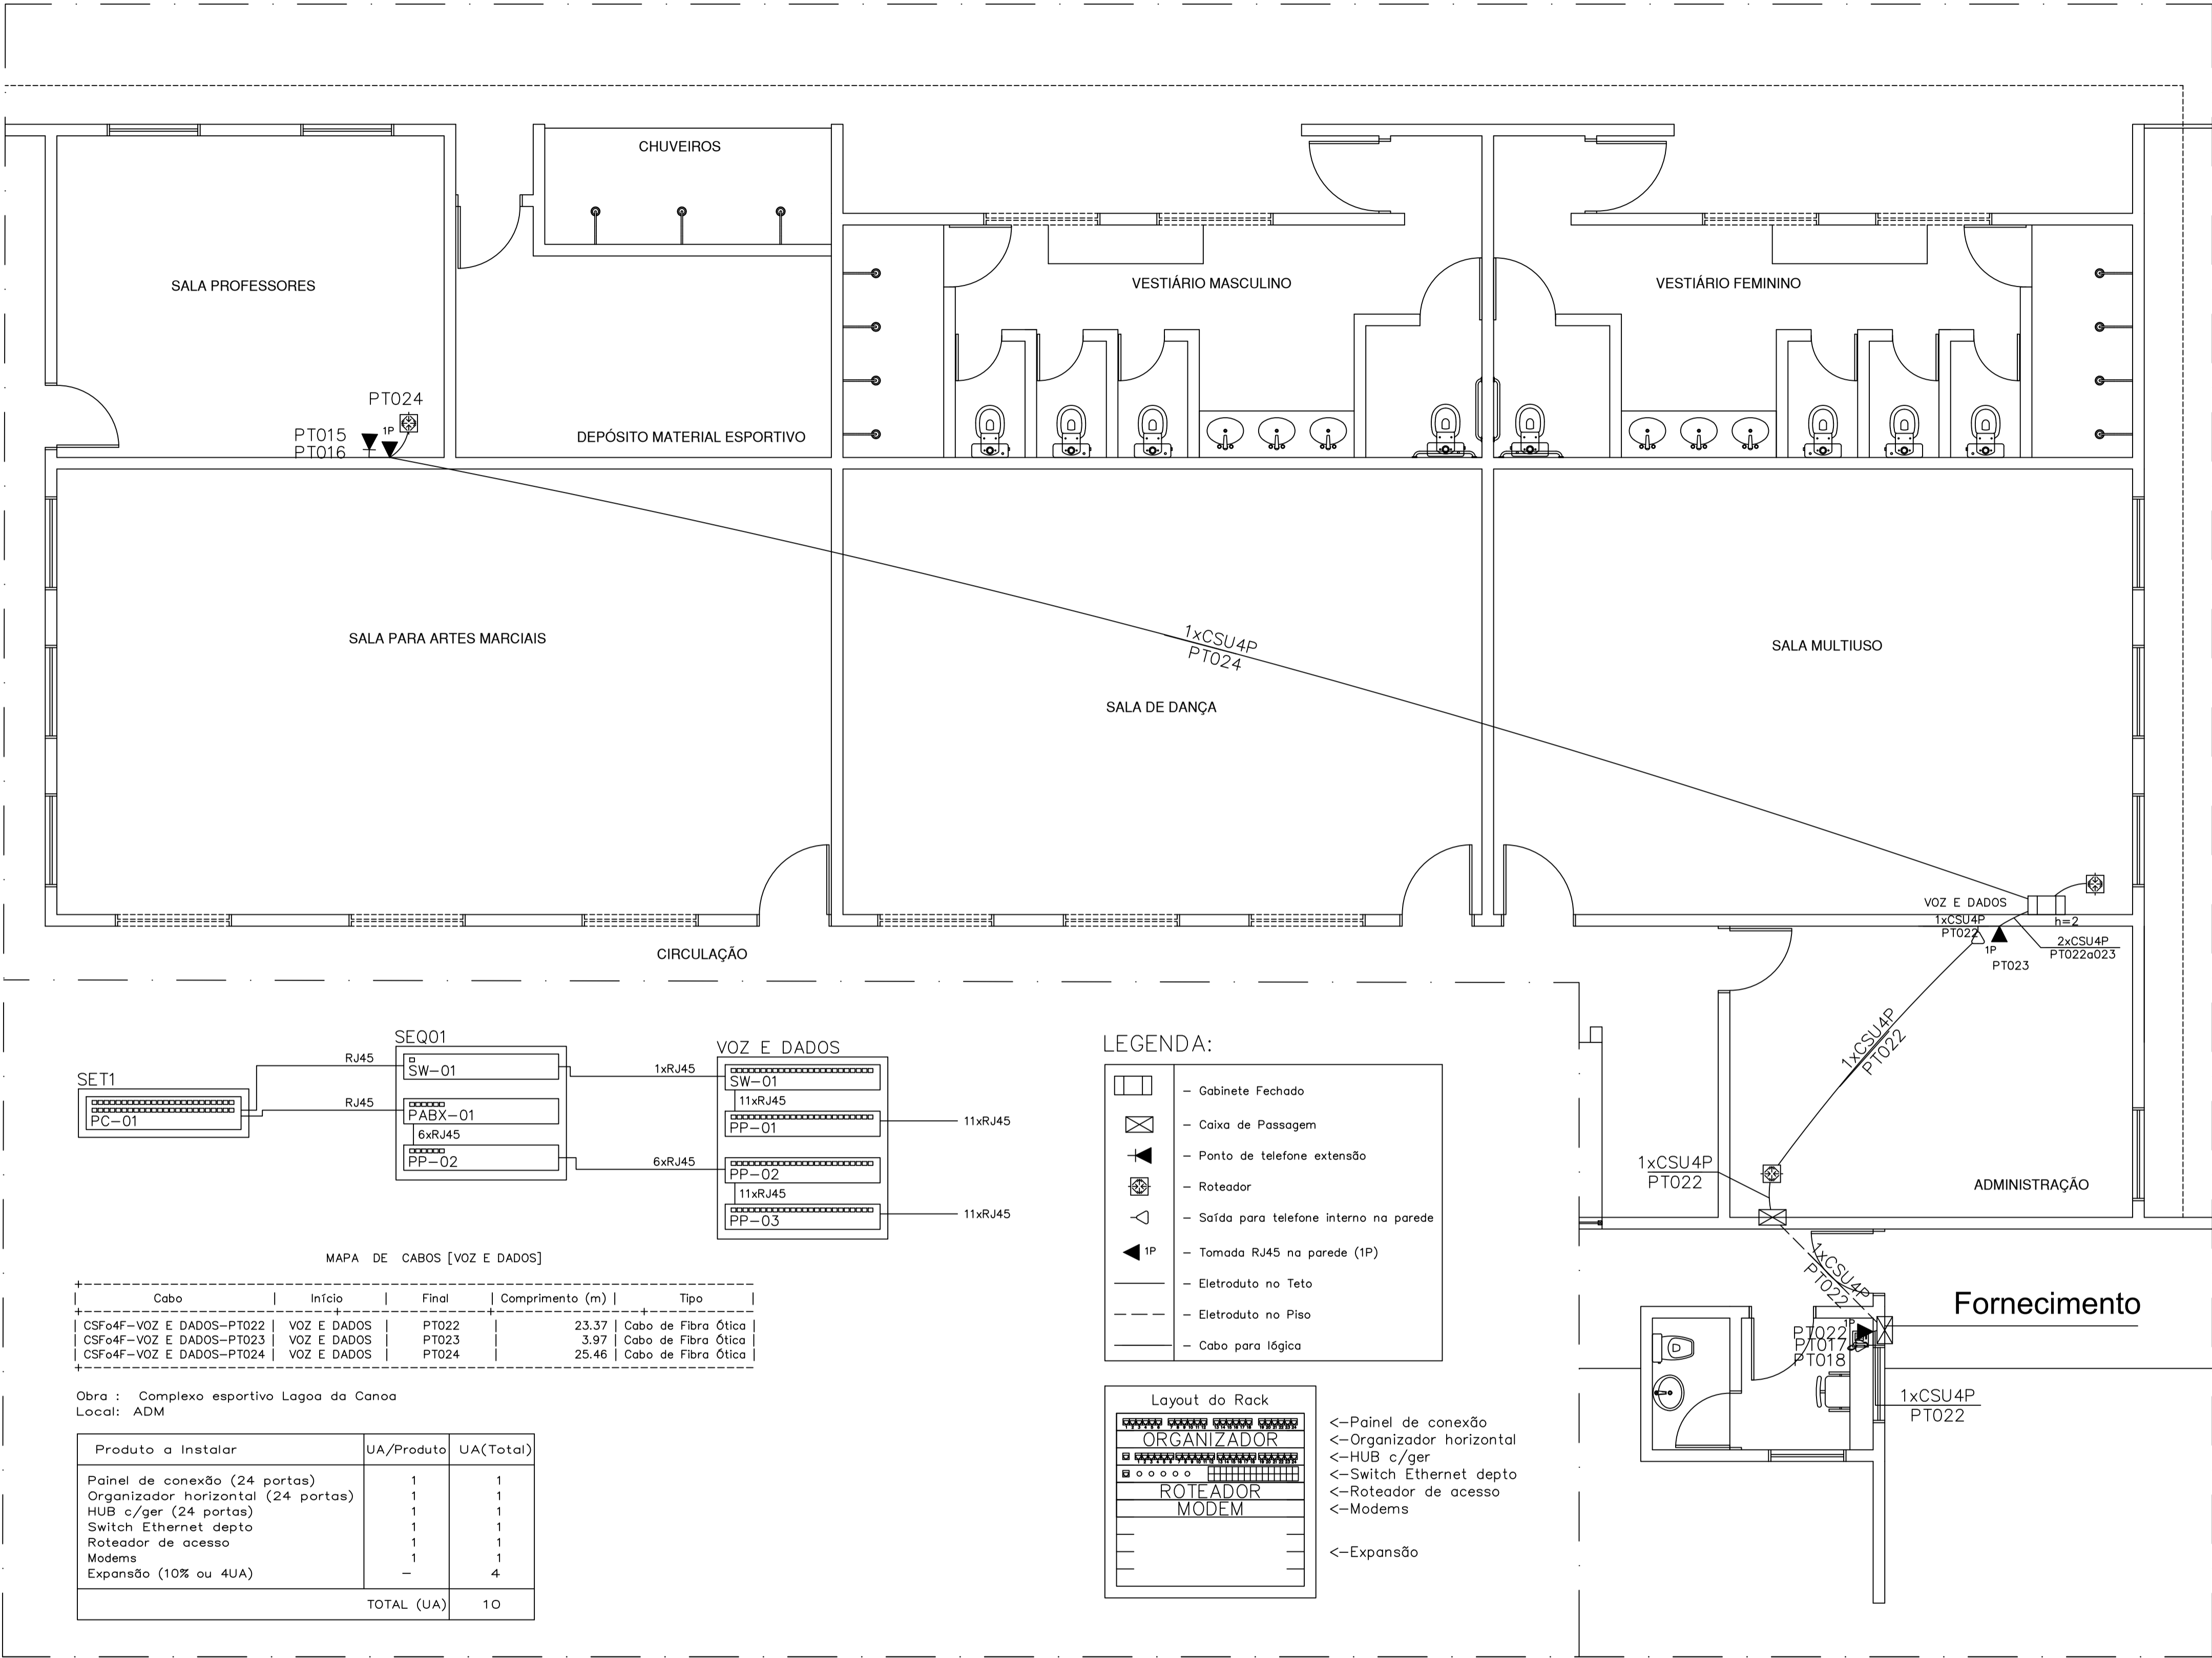 CHUVEIROS
SALA PROFESSORES
VESTIÁRIO MASCULINO
VESTIÁRIO FEMININO
PT024
1P
PT015
PT016
DEPÓSITO MATERIAL ESPORTIVO
SALA PARA ARTES MARCIAIS
1xCSU4P
PT024
SALA DE DANÇA
SALA MULTIUSO
VOZ E DADOS
1xCSU4P
PT022
h=2
1P
2xCSU4P
PT022a023
PT023
CIRCULAÇÃO
1xCSU4P
PT022
1xCSU4P
PT022
ADMINISTRAÇÃO
1xCSU4P
PT022
Fornecimento
1P
PT022
PT017
PT018
D
1xCSU4P
PT022
SET1
PC-01
RJ45
RJ45
SEQ01
SW-01
PABX-01
6xRJ45
PP-02
1xRJ45
6xRJ45
VOZ E DADOS
SW-01
11xRJ45
PP-01
11xRJ45
PP-02
11xRJ45
PP-03
11xRJ45
MAPA DE CABOS [VOZ E DADOS]
Cabo | Início | Final | Comprimento (m) | Tipo
CSFo4F-VOZ E DADOS-PT022 | VOZ E DADOS | PT022 | 23.37 | Cabo de Fibra Ótica
CSFo4F-VOZ E DADOS-PT023 | VOZ E DADOS | PT023 | 3.97 | Cabo de Fibra Ótica
CSFo4F-VOZ E DADOS-PT024 | VOZ E DADOS | PT024 | 25.46 | Cabo de Fibra Ótica
Obra : Complexo esportivo Lagoa da Canoa
Local: ADM
Produto a Instalar UA/Produto UA(Total)
Painel de conexão (24 portas) 1 1
Organizador horizontal (24 portas) 1 1
HUB c/ger (24 portas) 1 1
Switch Ethernet depto 1 1
Roteador de acesso 1 1
Modems 1 1
Expansão (10% ou 4UA) - 4
TOTAL (UA) 10
LEGENDA:
- Gabinete Fechado
- Caixa de Passagem
- Ponto de telefone extensão
- Roteador
- Saída para telefone interno na parede
1P - Tomada RJ45 na parede (1P)
- Eletroduto no Teto
- Eletroduto no Piso
- Cabo para lógica
Layout do Rack
<-Painel de conexão
ORGANIZADOR <-Organizador horizontal
<-HUB c/ger
<-Switch Ethernet depto
ROTEADOR <-Roteador de acesso
MODEM <-Modems
<-Expansão